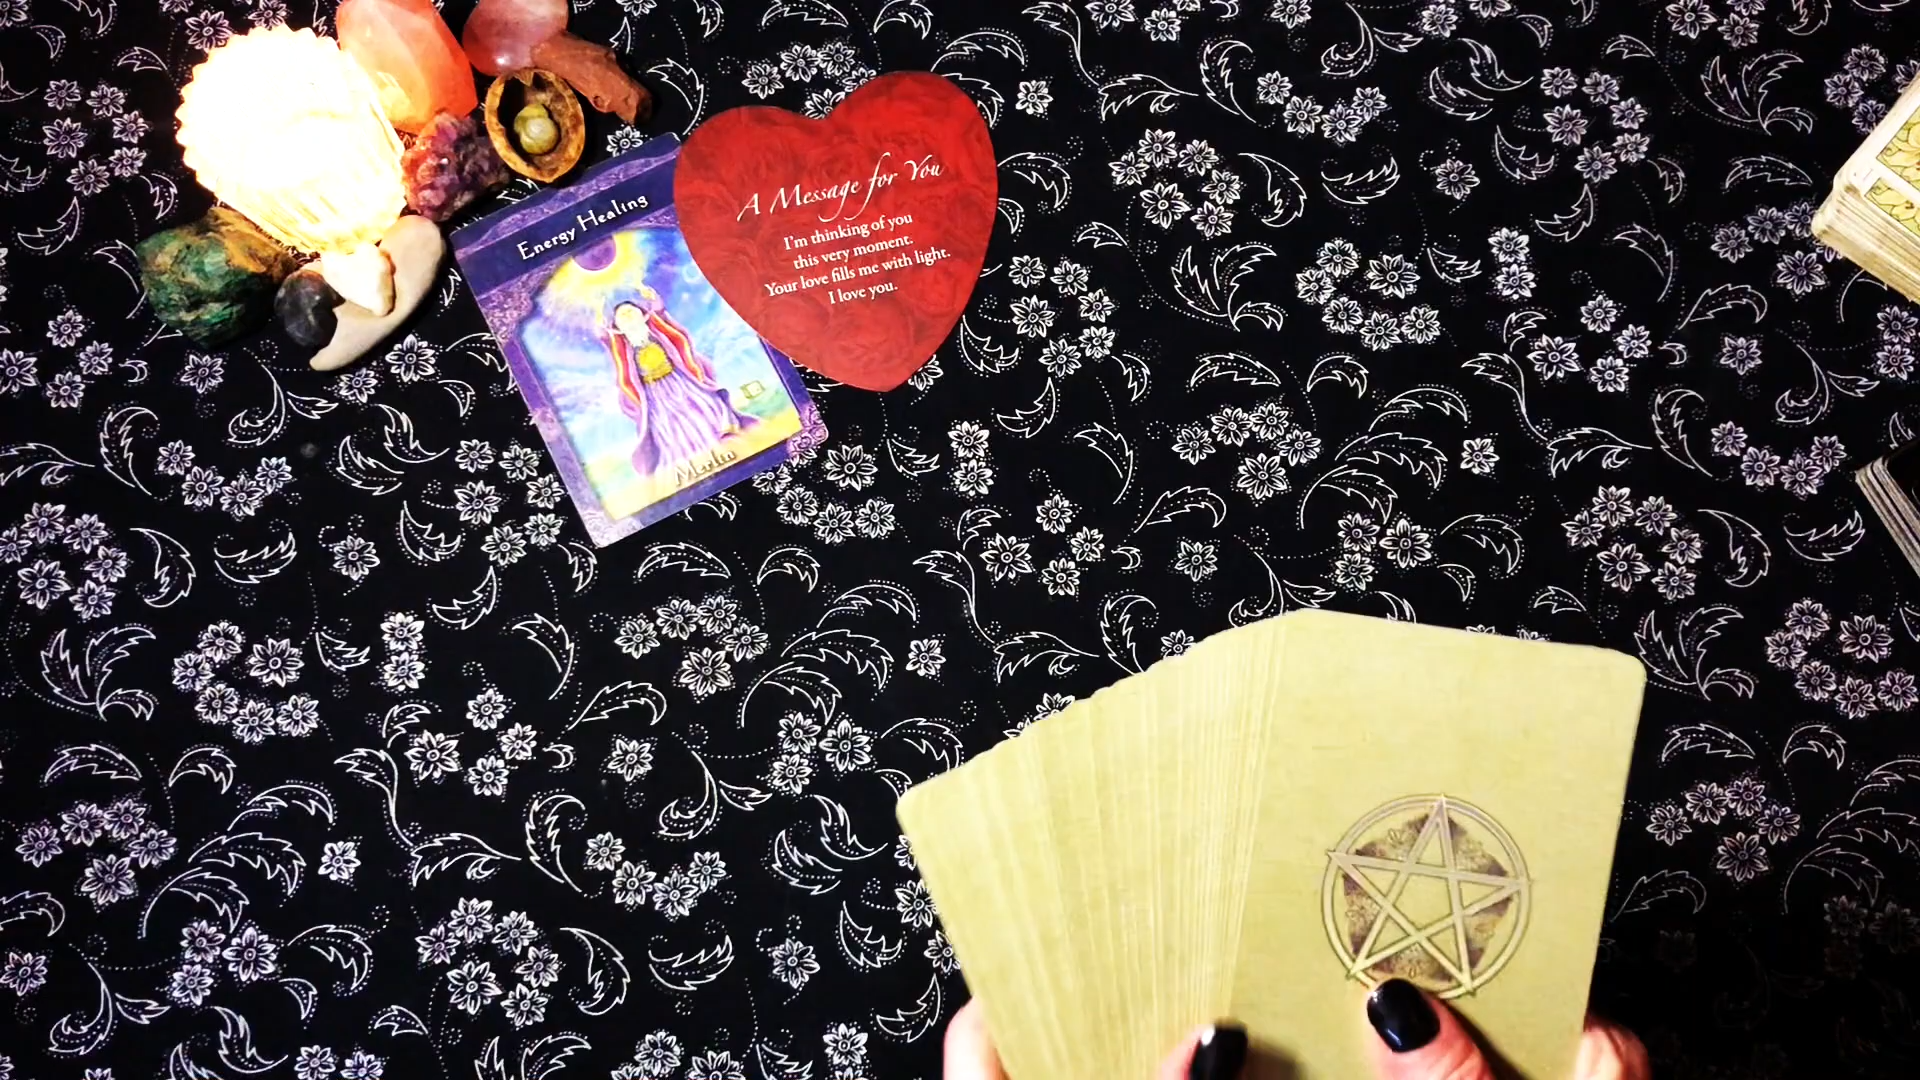 Energy Healing
Merlin
A Message for You
I'm thinking of you
this very moment.
Your love fills me with light.
I love you.